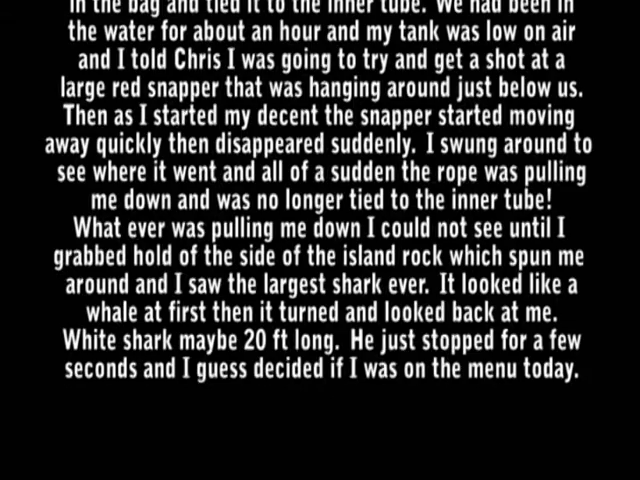 in the bag and tied it to the inner tube. We had been in
the water for about an hour and my tank was low on air
and I told Chris I was going to try and get a shot at a
large red snapper that was hanging around just below us.
Then as I started my decent the snapper started moving
away quickly then disappeared suddenly. I swung around to
see where it went and all of a sudden the rope was pulling
me down and was no longer tied to the inner tube!
What ever was pulling me down I could not see until I
grabbed hold of the side of the island rock which spun me
around and I saw the largest shark ever. It looked like a
whale at first then it turned and looked back at me.
White shark maybe 20 ft long. He just stopped for a few
seconds and I guess decided if I was on the menu today.